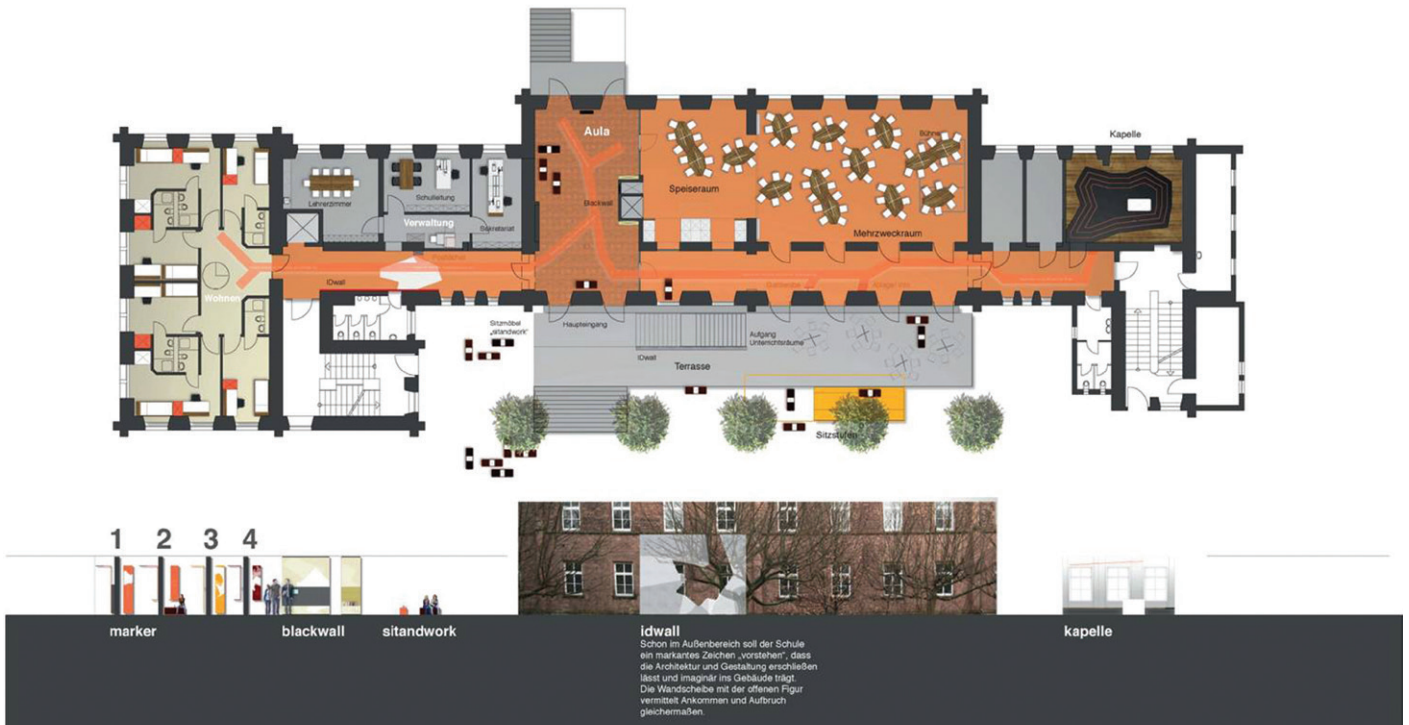 Aula
Kapelle
Bühne
Speiseraum
Lehrerzimmer
Schulleitung
Verwaltung
Sekretariat
Blackwall
Mehrzweckraum
IDwall
Wohnen
Sitzmöbel
„sitandwork"
Haupteingang
IDwall
Aufgang
Unterrichtsräume
Terrasse
Sitzstufen
1 2 3 4
marker
blackwall
sitandwork
idwall
Schon im Außenbereich soll der Schule
ein markantes Zeichen „vorstehen", dass
die Architektur und Gestaltung erschließen
lässt und imaginär ins Gebäude trägt.
Die Wandscheibe mit der offenen Figur
vermittelt Ankommen und Aufbruch
gleichermaßen.
kapelle